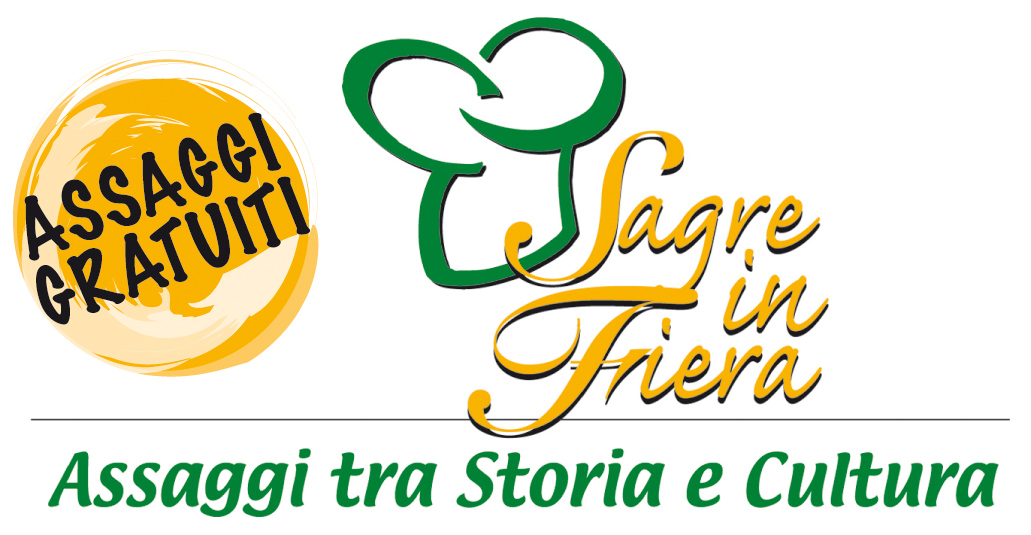 ASSAGGI
GRATUITI
Sagre
in
Fiera
Assaggi tra Storia e Cultura